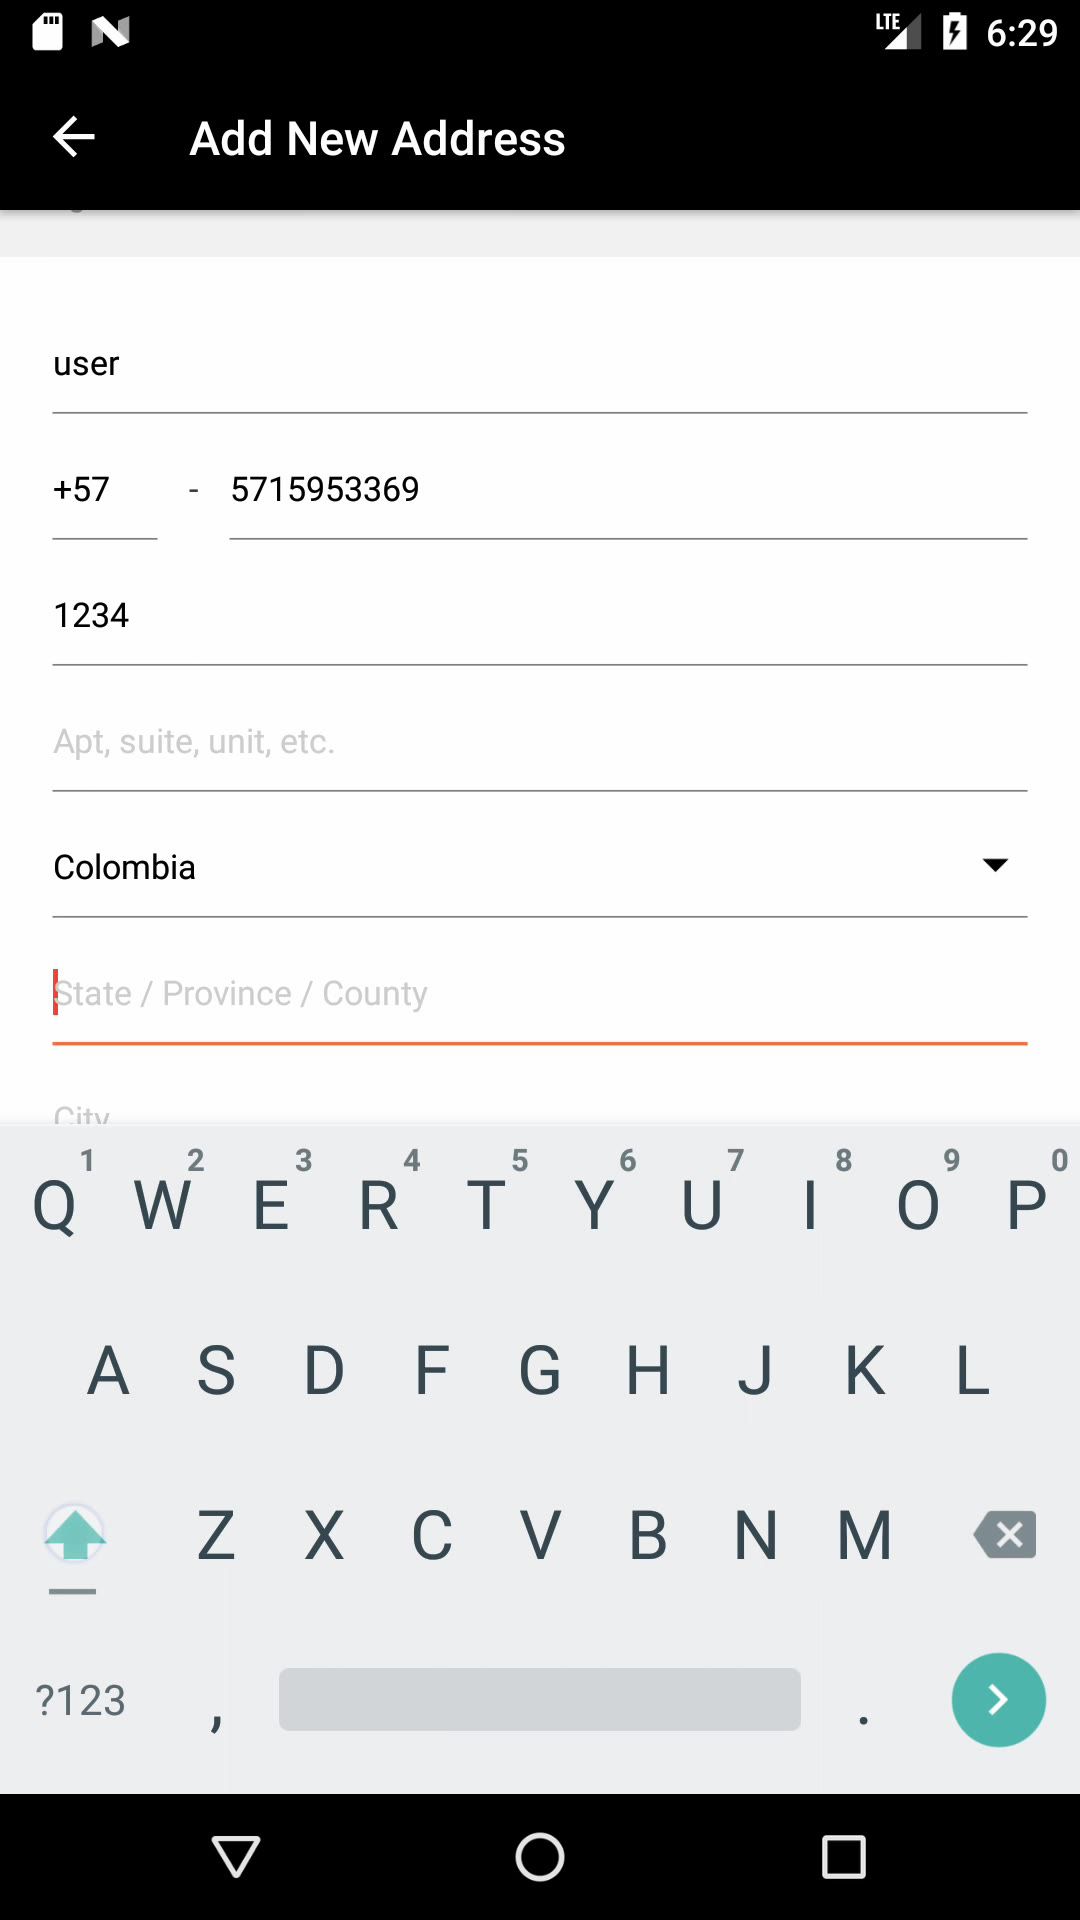 LTE 6:29
Add New Address
user
+57 - 5715953369
1234
Apt, suite, unit, etc.
Colombia
State / Province / County
City
1 2 3 4 5 6 7 8 9 0
Q W E R T Y U I O P
A S D F G H J K L
Z X C V B N M
?123 , .